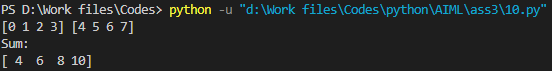 PS D:\Work files\Codes> python -u "d:\Work files\Codes\python\AIML\ass3\10.py"
[0 1 2 3] [4 5 6 7]
Sum:
[ 4  6  8 10]